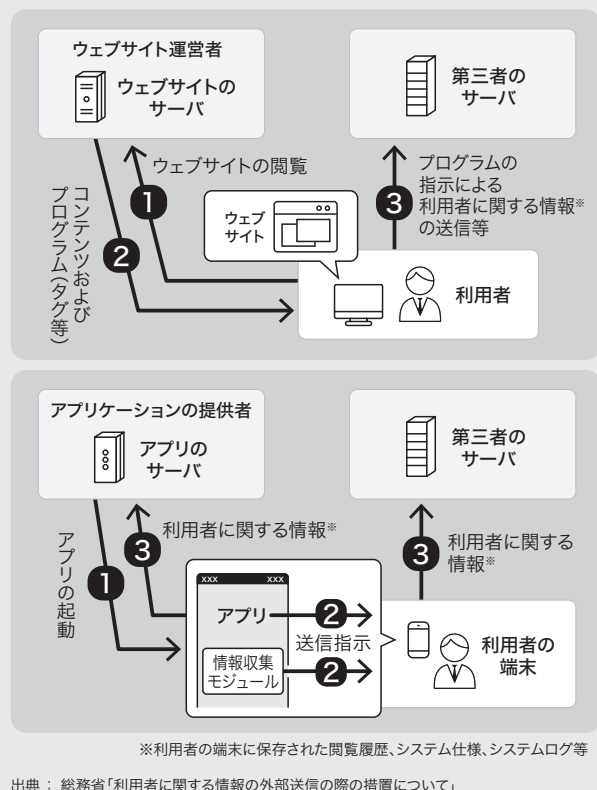 ウェブサイト運営者
ウェブサイトの
サーバ
第三者の
サーバ
ウェブサイトの閲覧
1
コンテンツおよび
プログラム(タグ等)
2
ウェブ
サイト
3
プログラムの
指示による
利用者に関する情報※
の送信等
利用者
アプリケーションの提供者
アプリの
サーバ
第三者の
サーバ
アプリの起動
1
3
利用者に関する情報※
3
利用者に関する
情報※
xxx xxx
アプリ
2
送信指示
情報収集
モジュール
2
利用者の
端末
※利用者の端末に保存された閲覧履歴、システム仕様、システムログ等
出典 : 総務省「利用者に関する情報の外部送信の際の措置について」